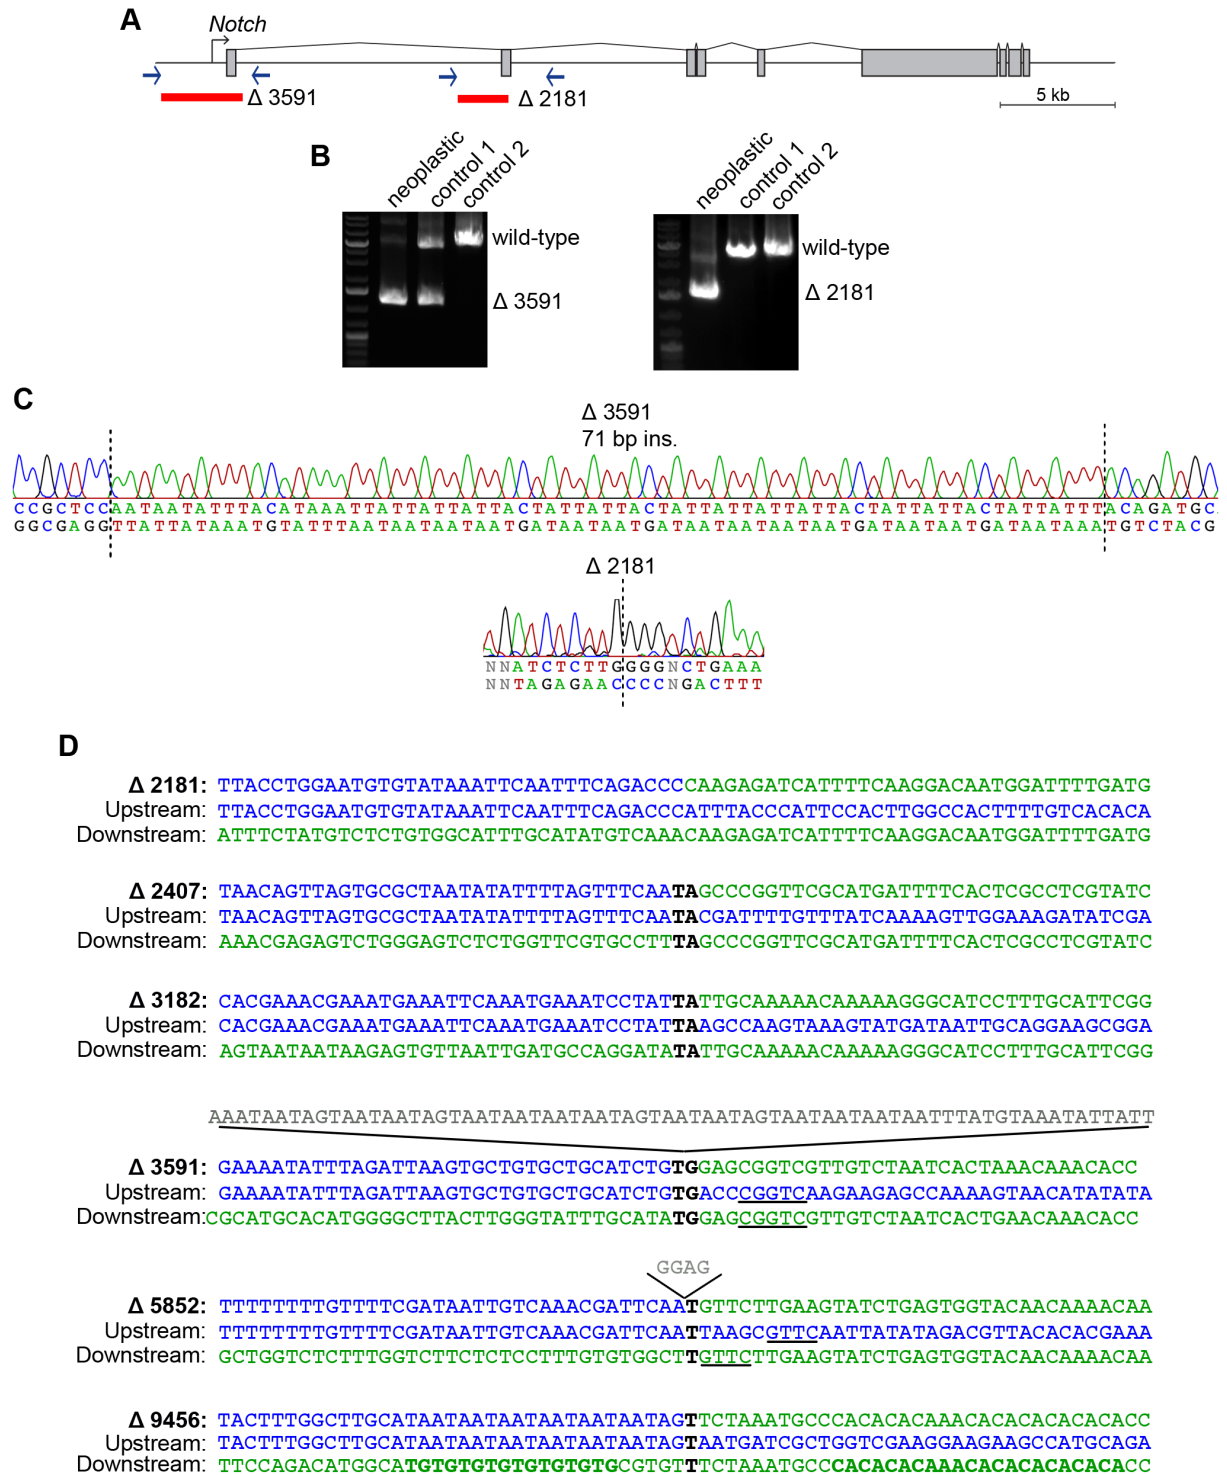 A
Notch
Δ 3591
Δ 2181
5 kb
B
neoplastic
control 1
control 2
wild-type
Δ 3591
neoplastic
control 1
control 2
wild-type
Δ 2181
C
Δ 3591
71 bp ins.
CCGCTCCAATAATATTTACATAAATTATTATTATTACTATTATTACTATTATTATTATTACTATTATTACTATTATTTACAGATGC
GGCGAGGTTATTATAAATGTATTTAATAATAATAATGATAATAATGATAATAATAATAATGATAATAATGATAATAAATGTCTACG
Δ 2181
NNATCTCTTGGGGNCTGAAA
NNTAGAGAACCCCNGACTTT
D
Δ 2181: TTACCTGGAATGTGTATAAATTCAATTTCAGACCCCAAGAGATCATTTTCAAGGACAATGGATTTTGATG
Upstream: TTACCTGGAATGTGTATAAATTCAATTTCAGACCCATTTACCCATTCCACTTGGCCACTTTTGTCACACA
Downstream: ATTTCTATGTCTCTGTGGCATTTGCATATGTCAAACAAGAGATCATTTTCAAGGACAATGGATTTTGATG
Δ 2407: TAACAGTTAGTGCGCTAATATATTTTAGTTTCAATAGCCCGGTTCGCATGATTTTCACTCGCCTCGTATC
Upstream: TAACAGTTAGTGCGCTAATATATTTTAGTTTCAATACGATTTTGTTTATCAAAAGTTGGAAAGATATCGA
Downstream: AAACGAGAGTCTGGGAGTCTCTGGTTCGTGCCTTTAGCCCGGTTCGCATGATTTTCACTCGCCTCGTATC
Δ 3182: CACGAAACGAAATGAAATTCAAATGAAATCCTATTATTGCAAAAACAAAAAGGGCATCCTTTGCATTCGG
Upstream: CACGAAACGAAATGAAATTCAAATGAAATCCTATTAAGCCAAGTAAAGTATGATAATTGCAGGAAGCGGA
Downstream: AGTAATAATAAGAGTGTTAATTGATGCCAGGATATATTGCAAAAACAAAAAGGGCATCCTTTGCATTCGG
AAATAATAGTAATAATAGTAATAATAATAATAGTAATAATAGTAATAATAATAATTTATGTAAATATTATT
Δ 3591: GAAAATATTTAGATTAAGTGCTGTGCTGCATCTGTGGAGCGGTCGTTGTCTAATCACTAAACAAACACC
Upstream: GAAAATATTTAGATTAAGTGCTGTGCTGCATCTGTGACCCGGTCAAGAAGAGCCAAAAGTAACATATATA
Downstream: CGCATGCACATGGGGCTTACTTGGGTATTTGCATATGGAGCGGTCGTTGTCTAATCACTGAACAAACACC
GGAG
Δ 5852: TTTTTTTTTGTTTTCGATAATTGTCAAACGATTCAATGTTCTTGAAGTATCTGAGTGGTACAACAAAACAA
Upstream: TTTTTTTTTGTTTTCGATAATTGTCAAACGATTCAATTAAGCGTTCAATTATATAGACGTTACACACGAAA
Downstream: GCTGGTCTCTTTGGTCTTCTCTCCTTTGTGTGGCTTGTTCTTGAAGTATCTGAGTGGTACAACAAAACAA
Δ 9456: TACTTTGGCTTGCATAATAATAATAATAATAATAGTTCTAAATGCCCACACACAAACACACACACACACC
Upstream: TACTTTGGCTTGCATAATAATAATAATAATAATAGTAATGATCGCTGGTCGAAGGAAGAAGCCATGCAGA
Downstream: TTCCAGACATGGCATGTGTGTGTGTGTGTGGCGTGTTTCTAAATGCCCACACACAAACACACACACACACC